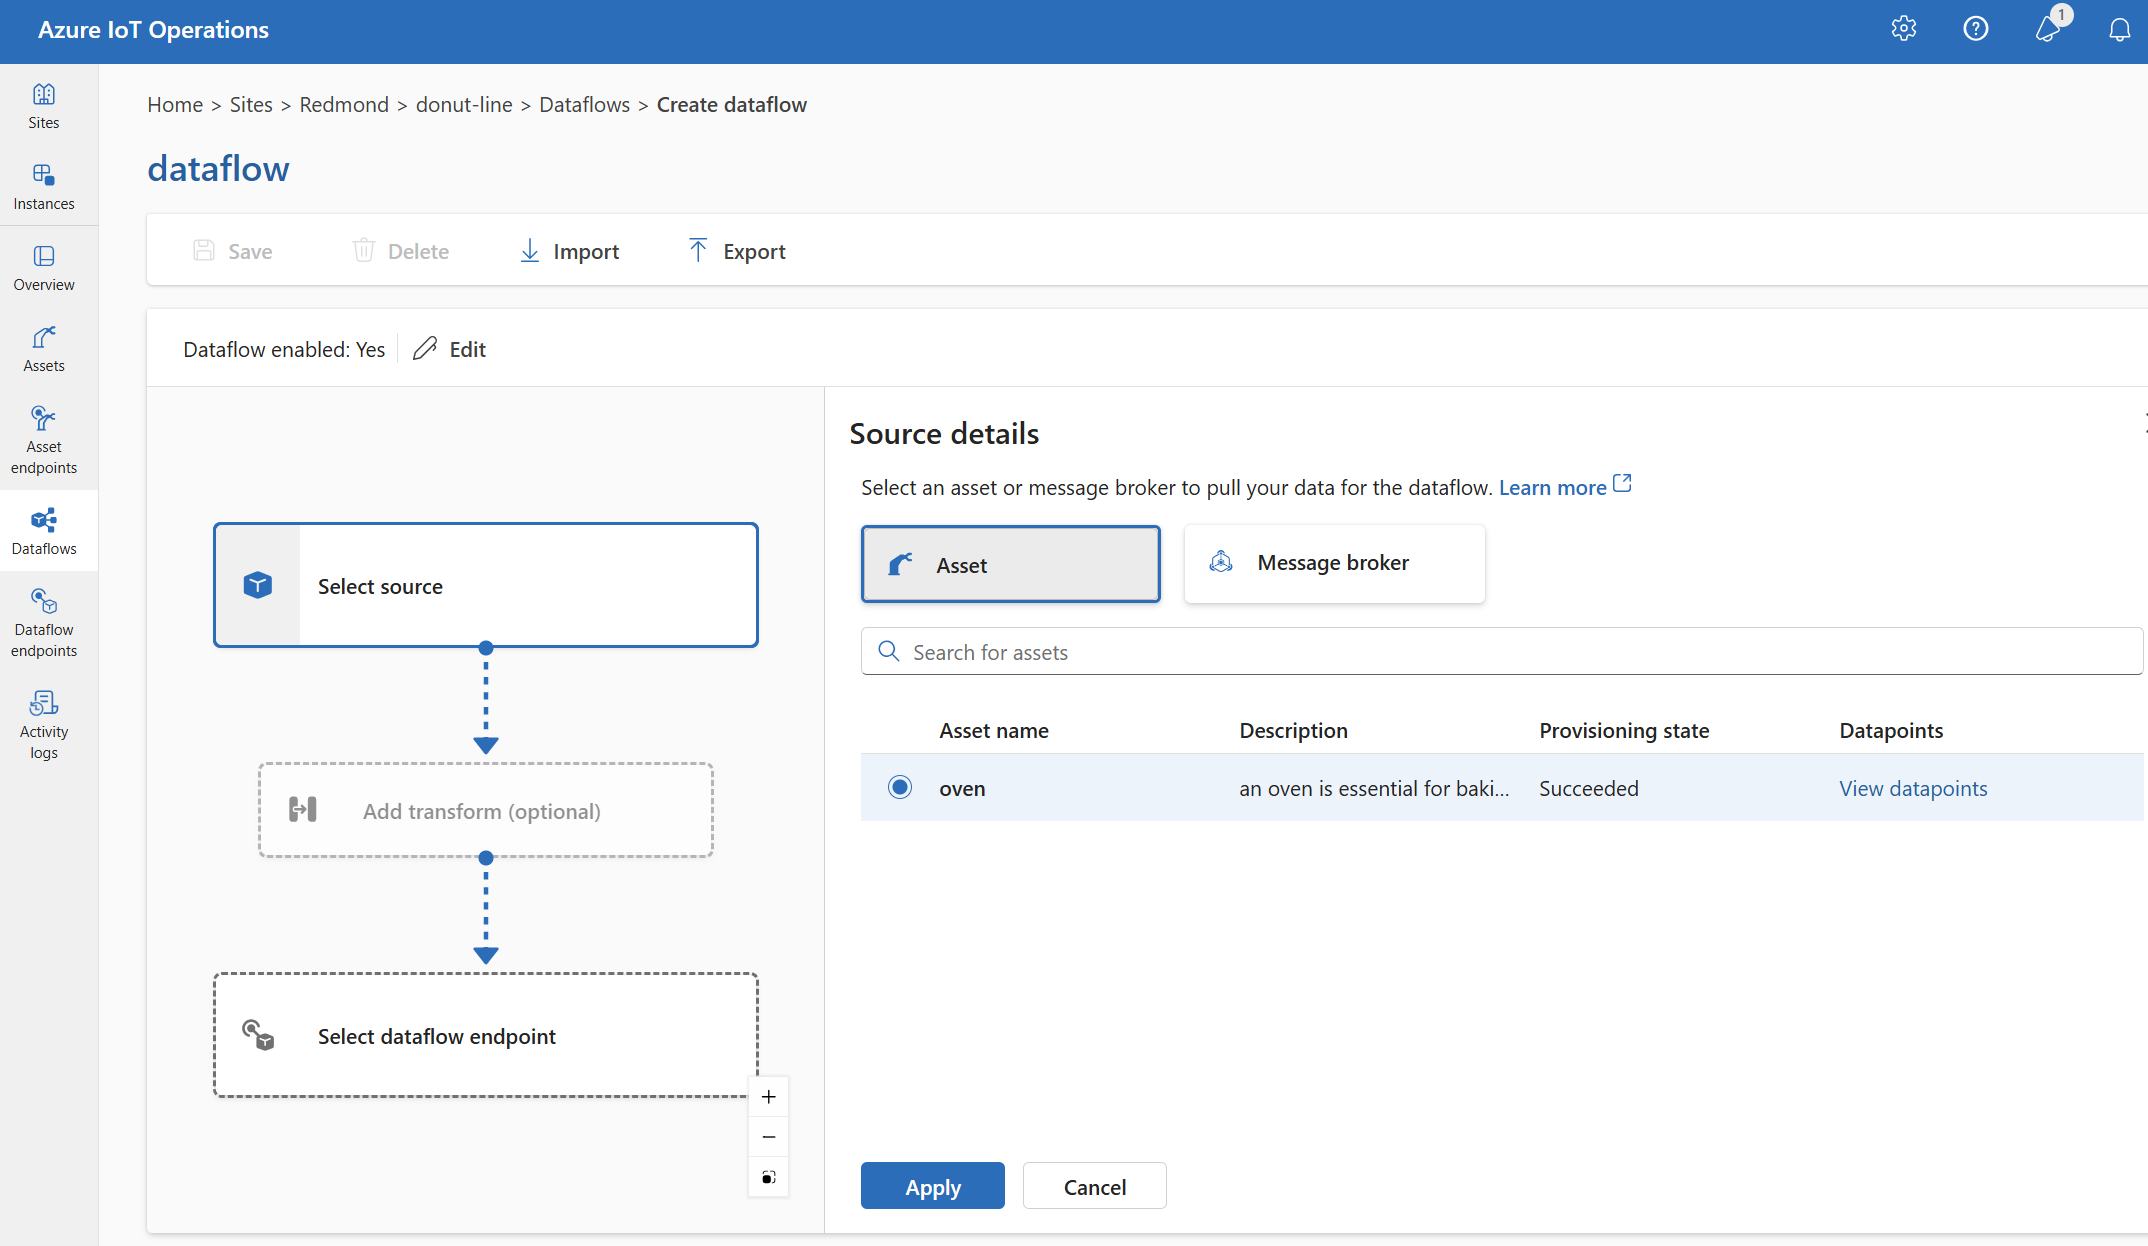 Azure IoT Operations
1
Home > Sites > Redmond > donut-line > Dataflows > Create dataflow
Sites
Instances
Overview
Assets
Asset
endpoints
Dataflows
Dataflow
endpoints
Activity
logs
dataflow
Save Delete Import Export
Dataflow enabled: Yes Edit
Select source
Add transform (optional)
Select dataflow endpoint
Source details
Select an asset or message broker to pull your data for the dataflow. Learn more
Asset Message broker
Search for assets
Asset name Description Provisioning state Datapoints
oven an oven is essential for baki... Succeeded View datapoints
Apply Cancel